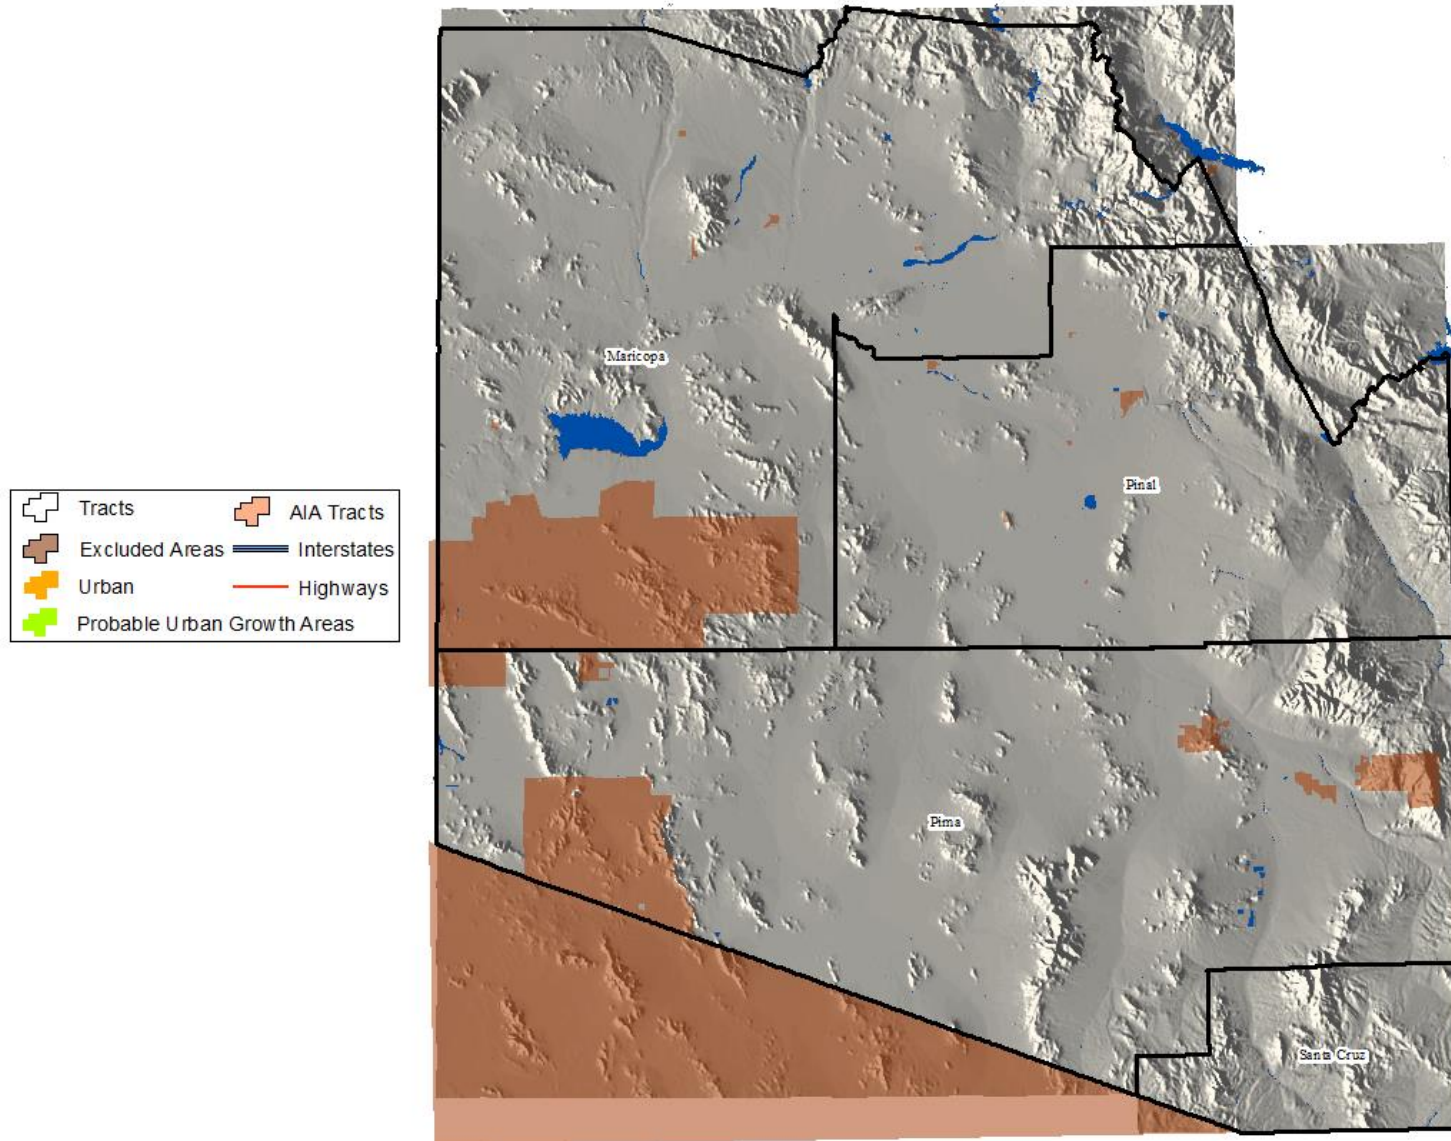 Tracts
AIA Tracts
Excluded Areas
Interstates
Urban
Highways
Probable Urban Growth Areas
Maricopa
Pinal
Pima
Santa Cruz